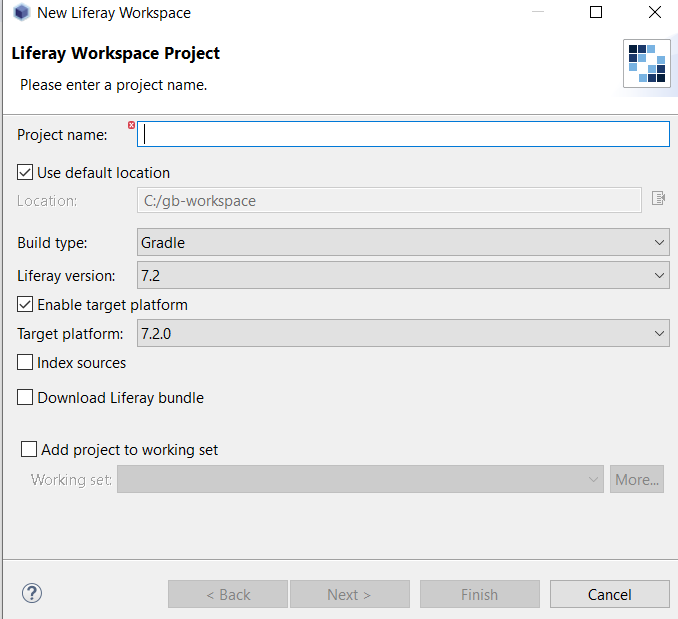 New Liferay Workspace
Liferay Workspace Project
Please enter a project name.
Project name:
Use default location
Location: C:/gb-workspace
Build type: Gradle
Liferay version: 7.2
Enable target platform
Target platform: 7.2.0
Index sources
Download Liferay bundle
Add project to working set
Working set: More...
? < Back Next > Finish Cancel